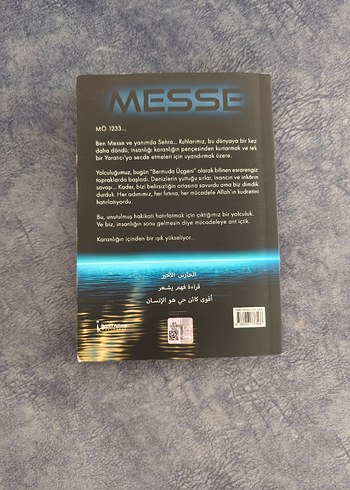 MESSE
MÖ 1233...
Ben Messe ve yanımda Sehra... Ruhlarımız, bu dünyaya bir kez
daha döndü; insanlığı karanlığın pençesinden kurtarmak ve tek
bir Yaratıcı'ya secde etmeleri için uyandırmak üzere.
Yolculuğumuz, bugün "Bermuda Üçgeni" olarak bilinen esrarengiz
topraklarda başladı. Denizlerin yuttuğu sırlar, inancın ve inkârın
savaşı... Kader, bizi belirsizliğin ortasına savurdu ama biz dimdik
durduk. Her adımımız, her fırtına, her mücadele Allah'ın kudretini
hatırlatıyordu.
Bu, unutulmuş hakikati hatırlatmak için çıktığımız bir yolculuk.
Ve biz, insanlığın sonu gelmesin diye mücadeleye ant içtik.
Karanlığın içinden bir ışık yükseliyor...
الحارس الأخير
قراءة فهم يشعر
أقوى كائن حي هو الإنسان